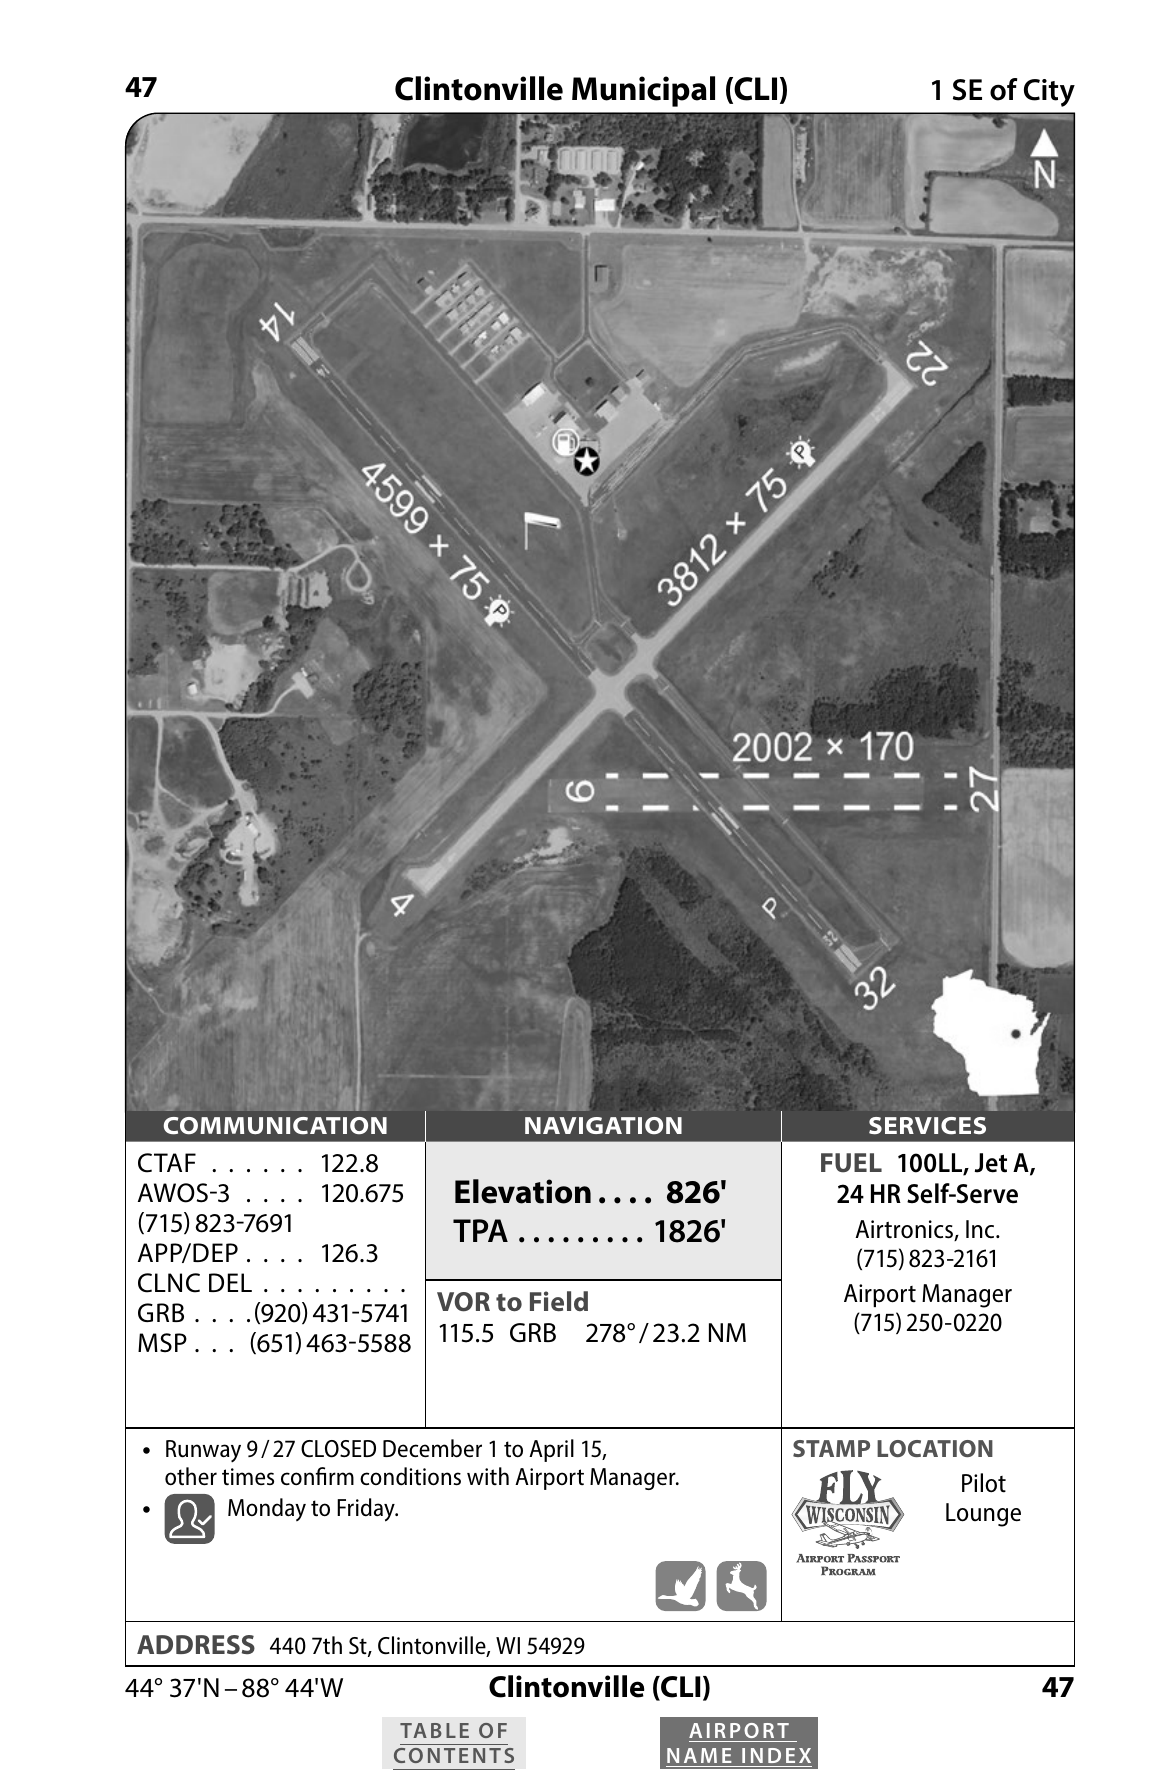 47 Clintonville Municipal (CLI) 1 SE of City
N
14
22
4599 × 75 P
3812 × 75 P
2002 × 170
9
27
4
P
32
COMMUNICATION
CTAF . . . . . . 122.8
AWOS-3 . . . . 120.675
(715) 823-7691
APP/DEP . . . . 126.3
CLNC DEL . . . . . . . . .
GRB . . . . (920) 431-5741
MSP . . . (651) 463-5588
NAVIGATION
Elevation . . . . 826'
TPA . . . . . . . . . 1826'
VOR to Field
115.5 GRB 278° / 23.2 NM
SERVICES
FUEL 100LL, Jet A,
24 HR Self-Serve
Airtronics, Inc.
(715) 823-2161
Airport Manager
(715) 250-0220
• Runway 9 / 27 CLOSED December 1 to April 15,
other times confirm conditions with Airport Manager.
• Monday to Friday.
STAMP LOCATION
FLY
WISCONSIN
AIRPORT PASSPORT
PROGRAM
Pilot
Lounge
ADDRESS 440 7th St, Clintonville, WI 54929
44° 37'N – 88° 44'W Clintonville (CLI) 47
TABLE OF
CONTENTS
AIRPORT
NAME INDEX